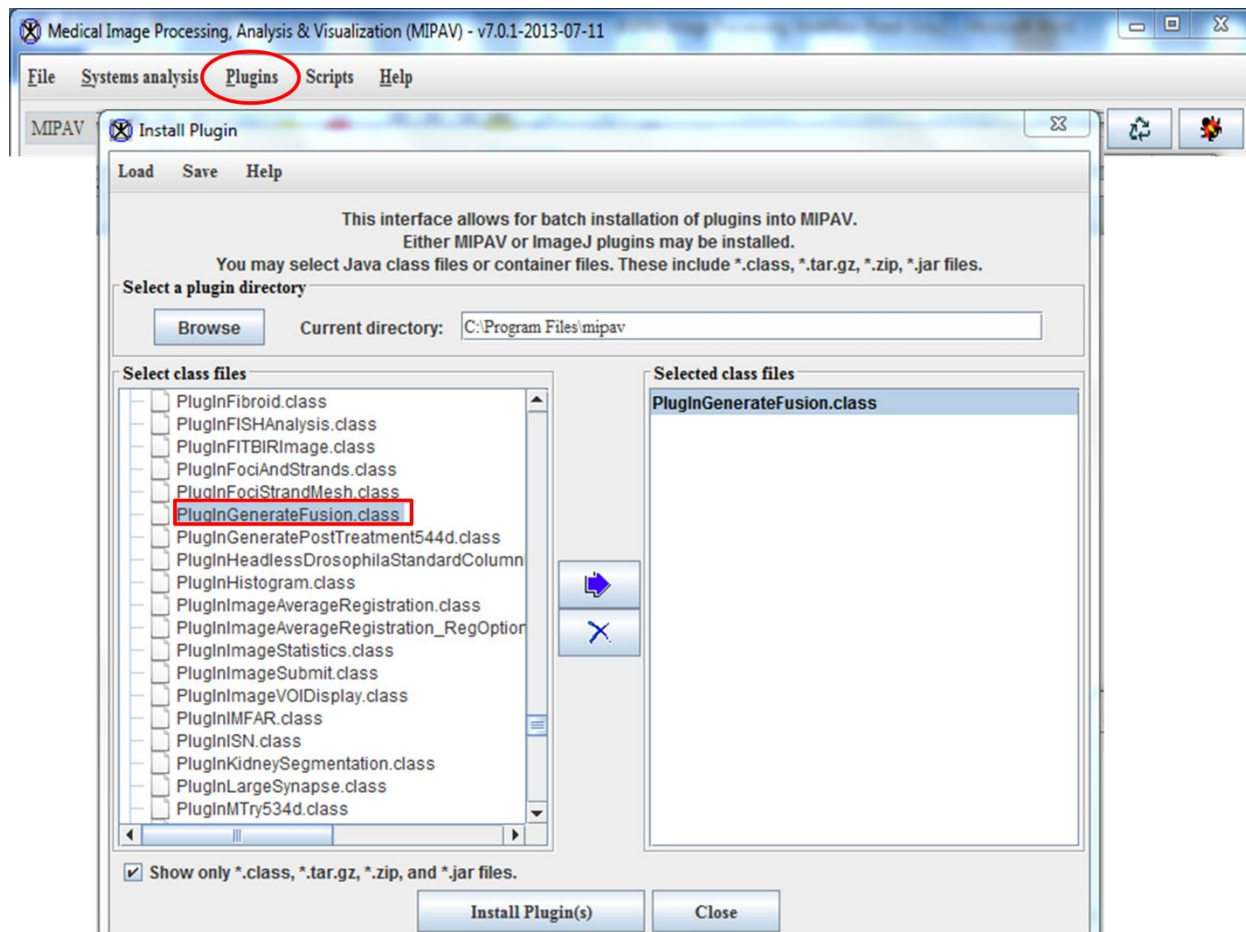 Medical Image Processing, Analysis & Visualization (MIPAV) - v7.0.1-2013-07-11
File Systems analysis Plugins Scripts Help
MIPAV
Install Plugin
Load Save Help
This interface allows for batch installation of plugins into MIPAV.
Either MIPAV or ImageJ plugins may be installed.
You may select Java class files or container files. These include *.class, *.tar.gz, *.zip, *.jar files.
Select a plugin directory
Browse Current directory: C:\Program Files\mipav
Select class files
PlugInFibroid.class
PlugInFISHAnalysis.class
PlugInFITBIRImage.class
PlugInFociAndStrands.class
PlugInFociStrandMesh.class
PlugInGenerateFusion.class
PlugInGeneratePostTreatment544d.class
PlugInHeadlessDrosophilaStandardColumn
PlugInHistogram.class
PlugInImageAverageRegistration.class
PlugInImageAverageRegistration_RegOption
PlugInImageStatistics.class
PlugInImageSubmit.class
PlugInImageVOIDisplay.class
PlugInIMFAR.class
PlugInISN.class
PlugInKidneySegmentation.class
PlugInLargeSynapse.class
PlugInMTry534d.class
Selected class files
PlugInGenerateFusion.class
Show only *.class, *.tar.gz, *.zip, and *.jar files.
Install Plugin(s) Close